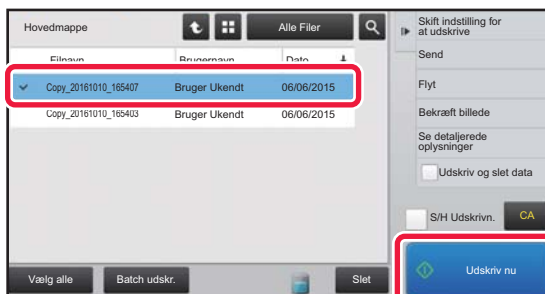 Hovedmappe
Alle Filer
Filnavn Brugernavn Dato
Copy_20161010_165407 Bruger Ukendt 06/06/2015
Copy_20161010_165403 Bruger Ukendt 06/06/2015
Vælg alle
Batch udskr.
Slet
Skift indstilling for
at udskrive
Send
Flyt
Bekræft billede
Se detaljerede
oplysninger
Udskriv og slet data
S/H Udskrivn.
CA
Udskriv nu